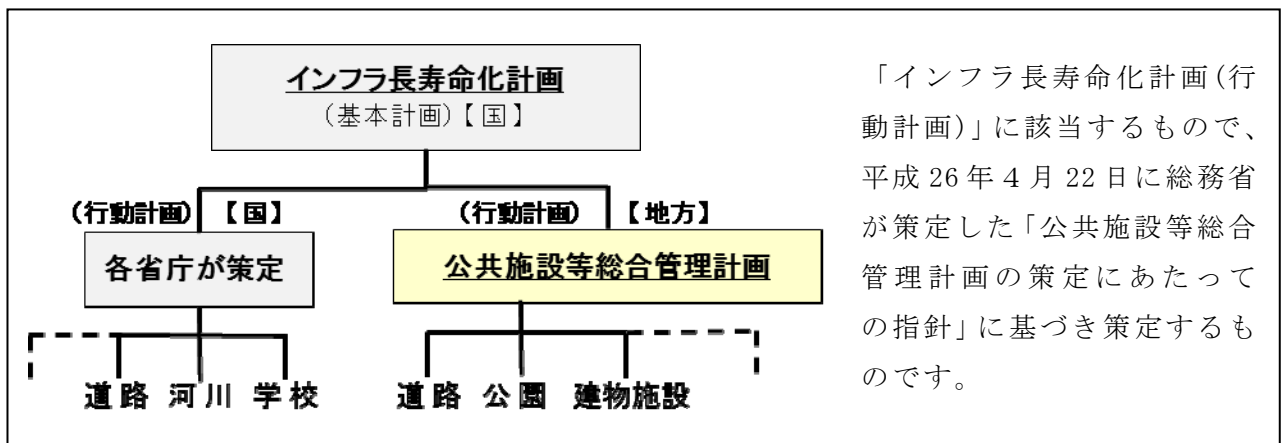 インフラ長寿命化計画
(基本計画)【国】
(行動計画) 【国】
(行動計画) 【地方】
各省庁が策定
公共施設等総合管理計画
道路 河川 学校
道路 公園 建物施設
「インフラ長寿命化計画(行
動計画)」に該当するもので、
平成 26 年 4 月 22 日に総務省
が策定した「公共施設等総合
管理計画の策定にあたって
の指針」に基づき策定するも
のです。